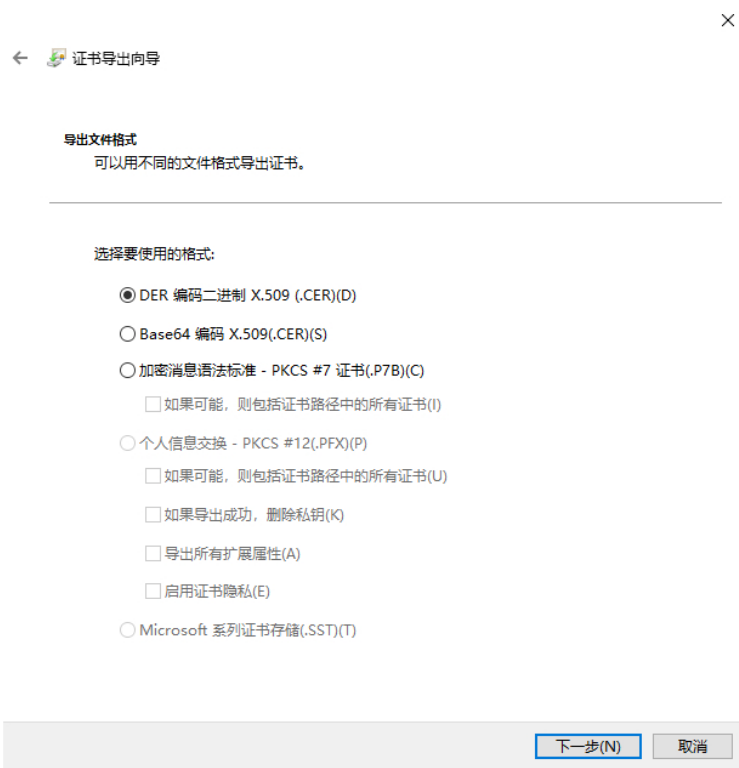 证书导出向导
导出文件格式
可以用不同的文件格式导出证书。
选择要使用的格式:
DER 编码二进制 X.509 (.CER)(D)
Base64 编码 X.509(.CER)(S)
加密消息语法标准 - PKCS #7 证书(.P7B)(C)
如果可能，则包括证书路径中的所有证书(I)
个人信息交换 - PKCS #12(.PFX)(P)
如果可能，则包括证书路径中的所有证书(U)
如果导出成功，删除私钥(K)
导出所有扩展属性(A)
启用证书隐私(E)
Microsoft 系列证书存储(.SST)(T)
下一步(N) 取消